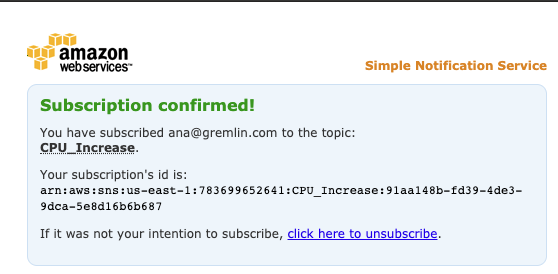 amazon
web services™
Simple Notification Service
Subscription confirmed!
You have subscribed ana@gremlin.com to the topic:
CPU_Increase.
Your subscription's id is:
arn:aws:sns:us-east-1:783699652641:CPU_Increase:91aa148b-fd39-4de3-
9dca-5e8d16b6b687
If it was not your intention to subscribe, click here to unsubscribe.